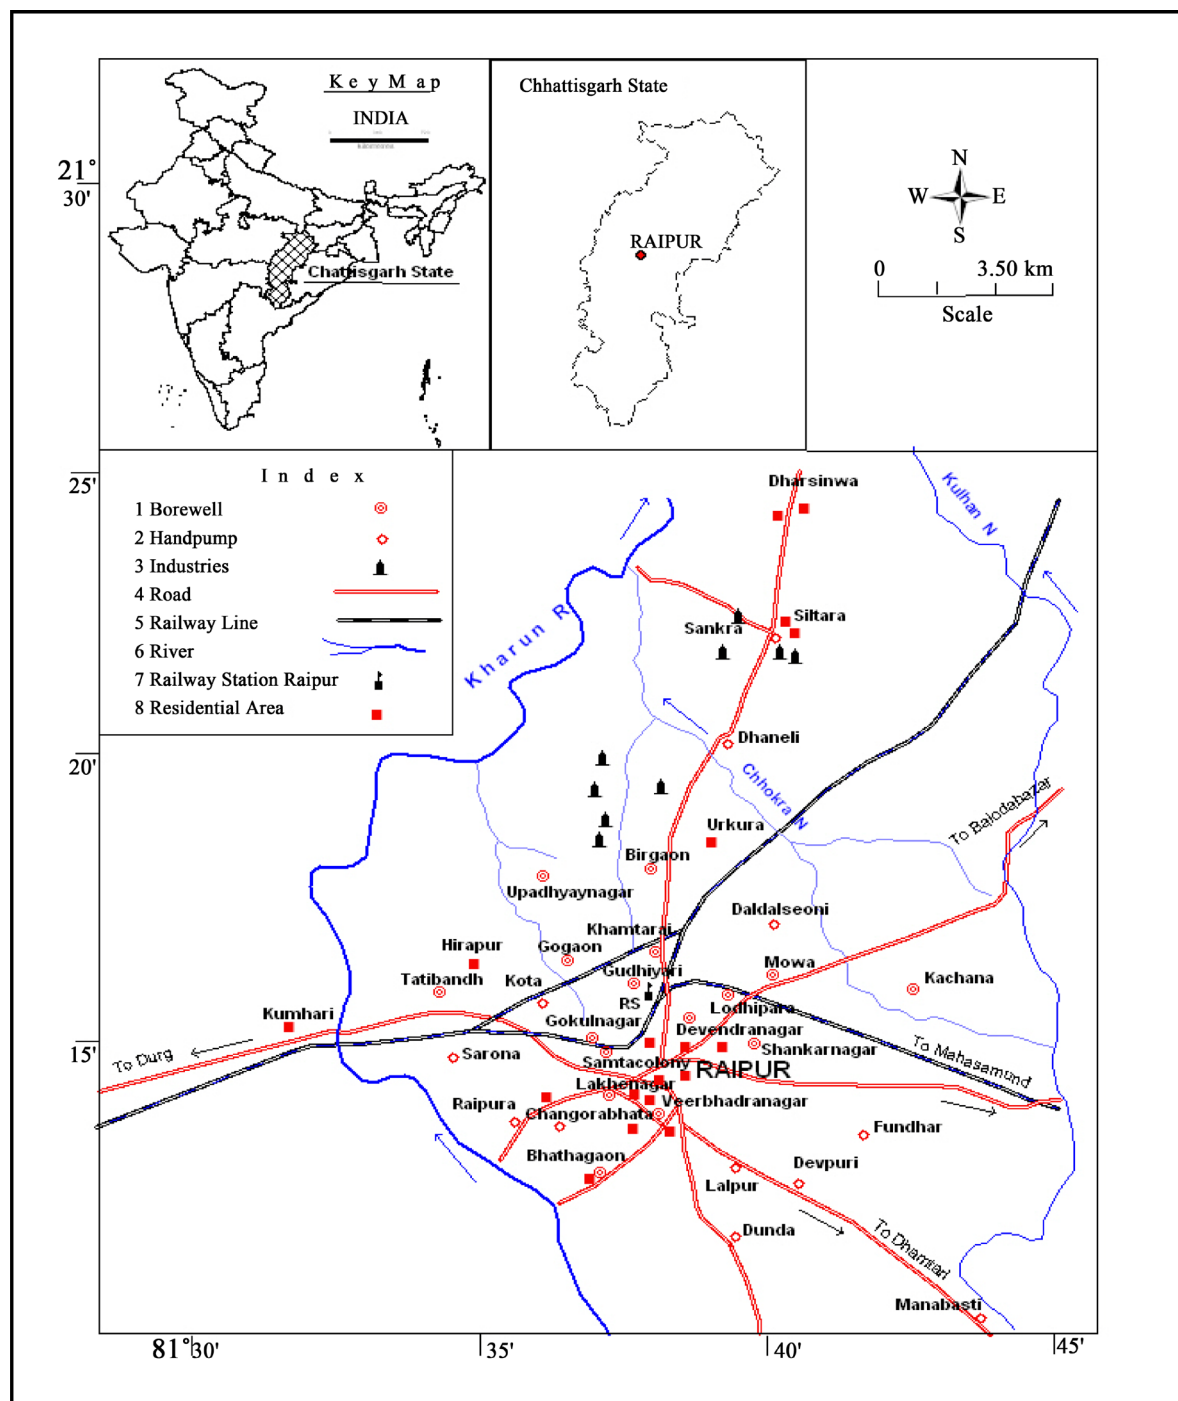 Key Map
INDIA
Chattisgarh State
Chhattisgarh State
RAIPUR
N
W E
S
0 3.50 km
Scale
21°
30'
25'
20'
15'
Index
1 Borewell
2 Handpump
3 Industries
4 Road
5 Railway Line
6 River
7 Railway Station Raipur
8 Residential Area
Dharsinwa
Kulhan N
Kharun R
Sankra
Siltara
Dhaneli
Chhokra N
Urkura
To Balodabazar
Birgaon
Upadhyaynagar
Daldalseoni
Khamtarai
Hirapur
Gogaon
Mowa
Tatibandh
Kota
Gudhiyari
Kachana
RS
Lodhipara
Kumhari
Gokulnagar
Devendranagar
To Durg
Sarona
Samtacolony
Shankarnagar
To Mahasamund
RAIPUR
Lakhenagar
Raipura
Changorabhata
Veerbhadranagar
Fundhar
Bhathagaon
Devpuri
Lalpur
Dunda
To Dhamtari
Manabasti
81°30' 35' 40' 45'